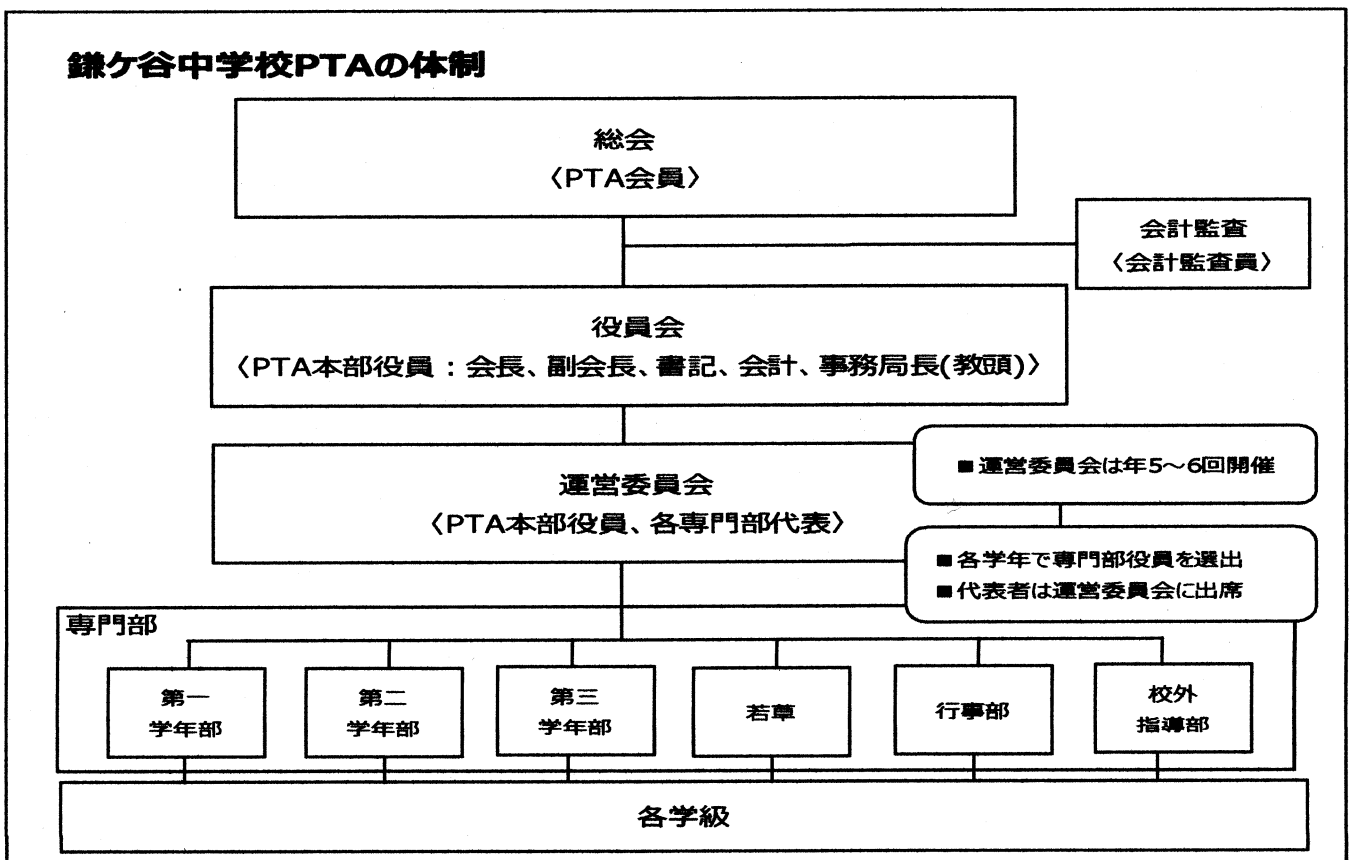 鎌ケ谷中学校PTAの体制
総会
〈PTA会員〉
会計監査
〈会計監査員〉
役員会
〈PTA本部役員：会長、副会長、書記、会計、事務局長(教頭)〉
運営委員会
〈PTA本部役員、各専門部代表〉
■運営委員会は年5～6回開催
■各学年で専門部役員を選出
■代表者は運営委員会に出席
専門部
第一
学年部
第二
学年部
第三
学年部
若草
行事部
校外
指導部
各学級